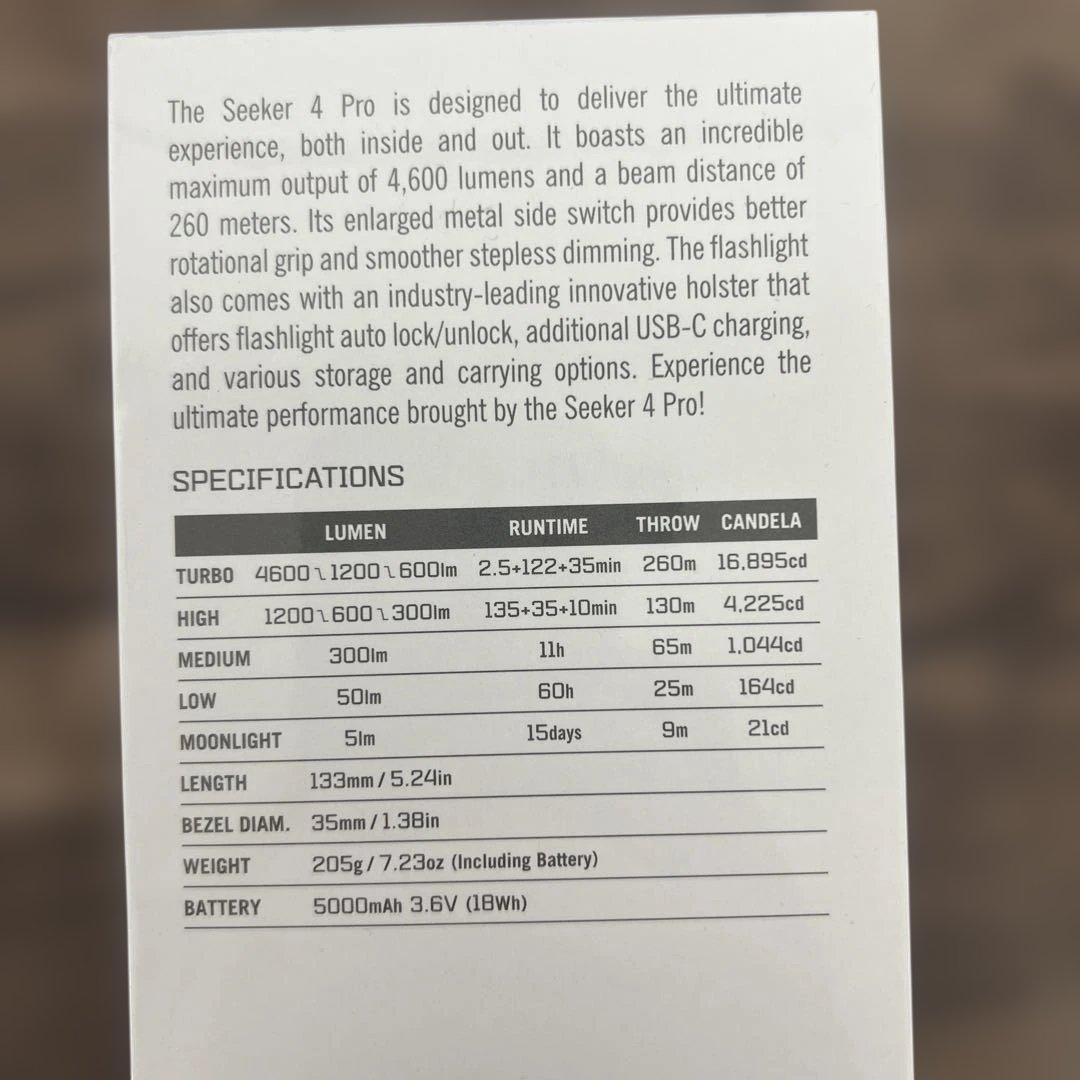 The Seeker 4 Pro is designed to deliver the ultimate
experience, both inside and out. It boasts an incredible
maximum output of 4,600 lumens and a beam distance of
260 meters. Its enlarged metal side switch provides better
rotational grip and smoother stepless dimming. The flashlight
also comes with an industry-leading innovative holster that
offers flashlight auto lock/unlock, additional USB-C charging,
and various storage and carrying options. Experience the
ultimate performance brought by the Seeker 4 Pro!
SPECIFICATIONS
LUMEN RUNTIME THROW CANDELA
TURBO 4600~1200~600lm 2.5+122+35min 260m 16,895cd
HIGH 1200~600~300lm 135+35+10min 130m 4,225cd
MEDIUM 300lm 11h 65m 1,044cd
LOW 50lm 60h 25m 164cd
MOONLIGHT 5lm 15days 9m 21cd
LENGTH 133mm / 5.24in
BEZEL DIAM. 35mm / 1.38in
WEIGHT 205g / 7.23oz (Including Battery)
BATTERY 5000mAh 3.6V (18Wh)